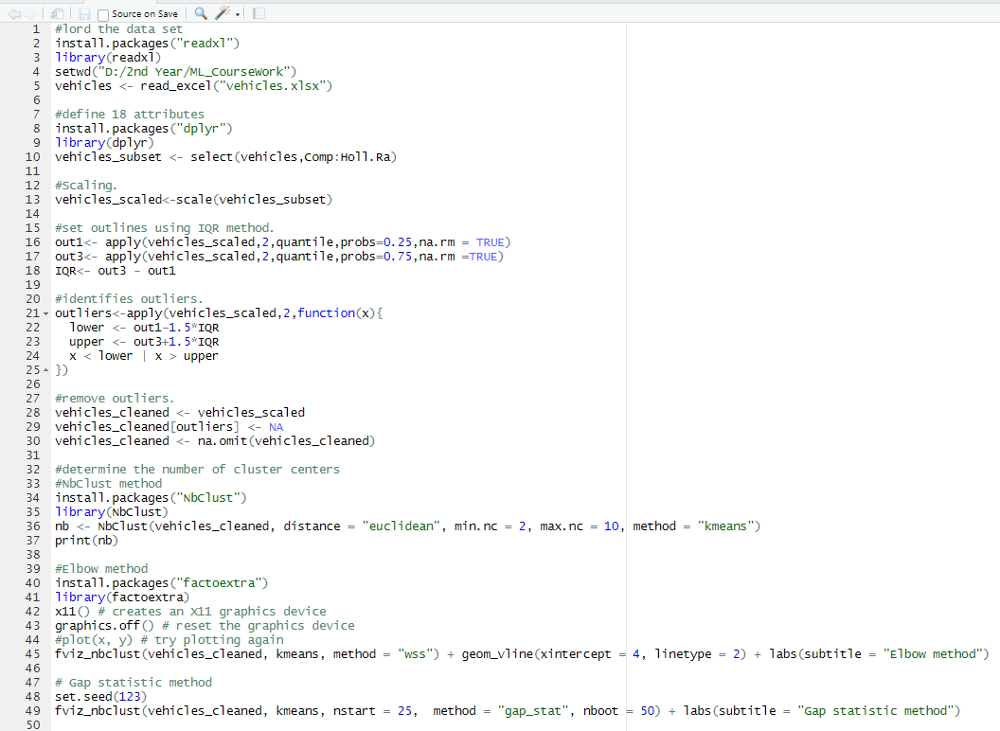 Source on Save
1 #lord the data set
2 install.packages("readxl")
3 library(readxl)
4 setwd("D:/2nd Year/ML_CourseWork")
5 vehicles <- read_excel("vehicles.xlsx")
6
7 #define 18 attributes
8 install.packages("dplyr")
9 library(dplyr)
10 vehicles_subset <- select(vehicles,Comp:Holl.Ra)
11
12 #Scaling.
13 vehicles_scaled<-scale(vehicles_subset)
14
15 #set outlines using IQR method.
16 out1<- apply(vehicles_scaled,2,quantile,probs=0.25,na.rm = TRUE)
17 out3<- apply(vehicles_scaled,2,quantile,probs=0.75,na.rm =TRUE)
18 IQR<- out3 - out1
19
20 #identifies outliers.
21 outliers<-apply(vehicles_scaled,2,function(x){
22   lower <- out1-1.5*IQR
23   upper <- out3+1.5*IQR
24   x < lower | x > upper
25 })
26
27 #remove outliers.
28 vehicles_cleaned <- vehicles_scaled
29 vehicles_cleaned[outliers] <- NA
30 vehicles_cleaned <- na.omit(vehicles_cleaned)
31
32 #determine the number of cluster centers
33 #NbClust method
34 install.packages("NbClust")
35 library(NbClust)
36 nb <- NbClust(vehicles_cleaned, distance = "euclidean", min.nc = 2, max.nc = 10, method = "kmeans")
37 print(nb)
38
39 #Elbow method
40 install.packages("factoextra")
41 library(factoextra)
42 x11() # creates an X11 graphics device
43 graphics.off() # reset the graphics device
44 #plot(x, y) # try plotting again
45 fviz_nbclust(vehicles_cleaned, kmeans, method = "wss") + geom_vline(xintercept = 4, linetype = 2) + labs(subtitle = "Elbow method")
46
47 # Gap statistic method
48 set.seed(123)
49 fviz_nbclust(vehicles_cleaned, kmeans, nstart = 25,  method = "gap_stat", nboot = 50) + labs(subtitle = "Gap statistic method")
50